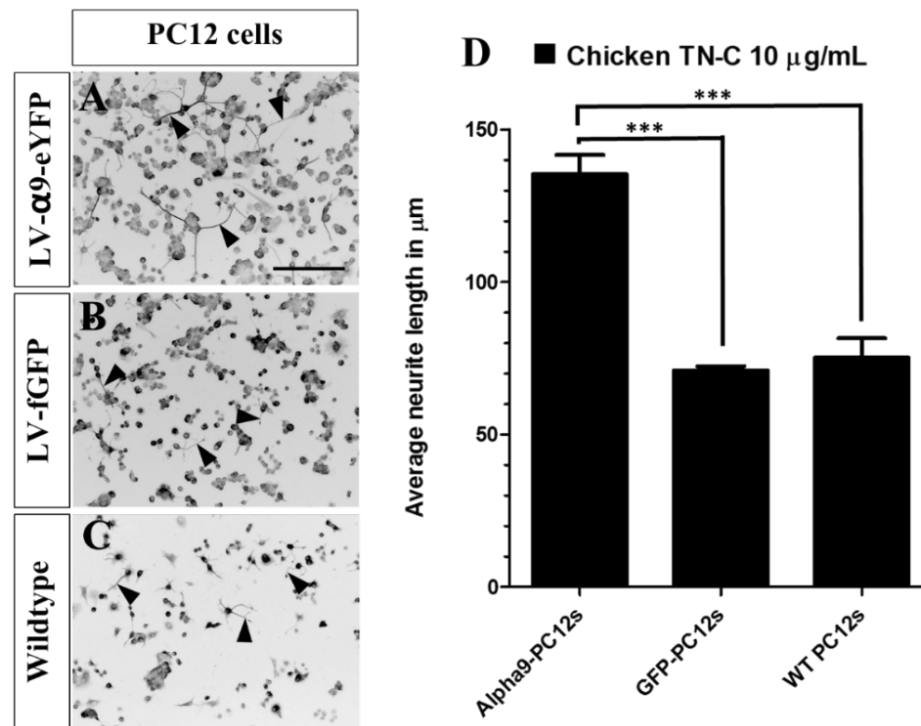 PC12 cells
LV-α9-eYFP
A
LV-fGFP
B
Wildtype
C
D
Chicken TN-C 10 μg/mL
***
***
Average neurite length in μm
150
100
50
0
Alpha9-PC12s
GFP-PC12s
WT PC12s